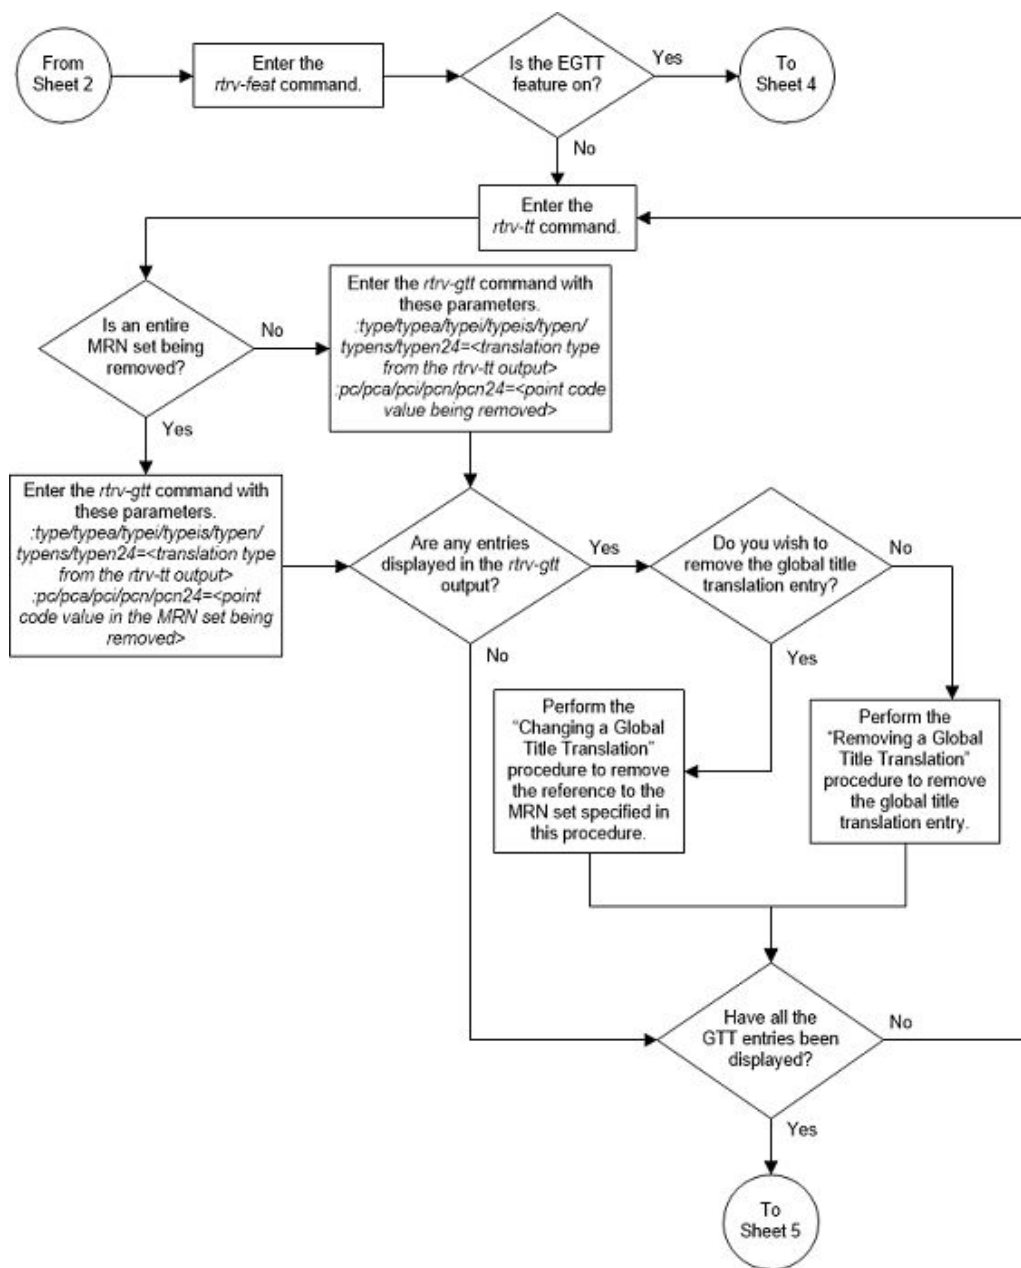 From
Sheet 2
Enter the
rtrv-feat command.
Is the EGTT
feature on?
Yes
To
Sheet 4
No
Enter the
rtrv-tt command.
Is an entire
MRN set being
removed?
No
Enter the rtrv-gtt command with
these parameters.
:type/typea/typei/typeis/typen/
typens/typen24=<translation type
from the rtrv-tt output>
:pc/pca/pci/pcn/pcn24=<point code
value being removed>
Yes
Enter the rtrv-gtt command with
these parameters.
:type/typea/typei/typeis/typen/
typens/typen24=<translation type
from the rtrv-tt output>
:pc/pca/pci/pcn/pcn24=<point
code value in the MRN set being
removed>
Are any entries
displayed in the rtrv-gtt
output?
Yes
Do you wish to
remove the global title
translation entry?
No
No
Yes
Perform the
"Changing a Global
Title Translation"
procedure to remove
the reference to the
MRN set specified in
this procedure.
Perform the
"Removing a Global
Title Translation"
procedure to remove
the global title
translation entry.
Have all the
GTT entries been
displayed?
No
Yes
To
Sheet 5